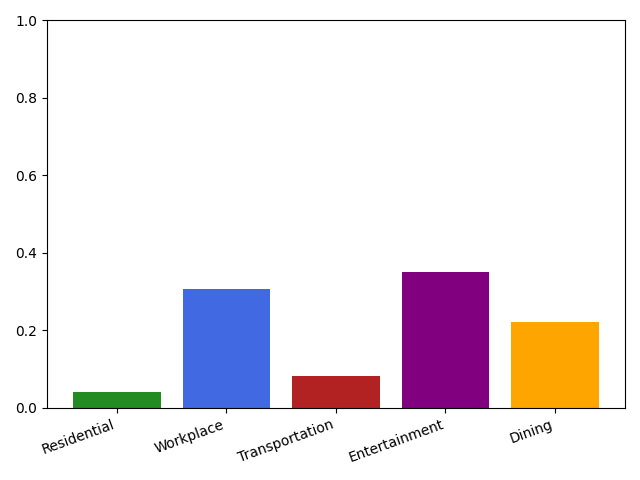 1.0
0.8
0.6
0.4
0.2
0.0
Residential
Workplace
Transportation
Entertainment
Dining